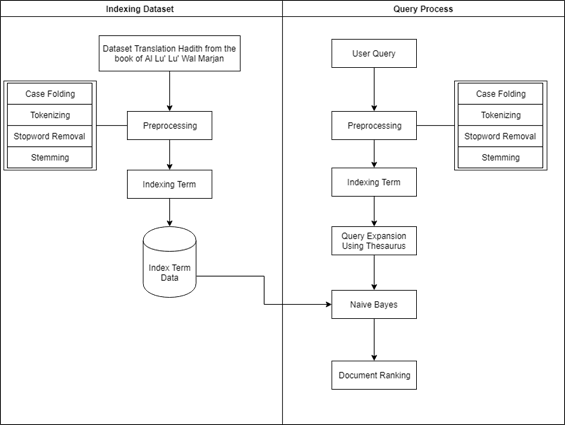 Indexing Dataset
Dataset Translation Hadith from the
book of Al Lu' Lu' Wal Marjan
Case Folding
Tokenizing
Stopword Removal
Stemming
Preprocessing
Indexing Term
Index Term
Data
Query Process
User Query
Preprocessing
Case Folding
Tokenizing
Stopword Removal
Stemming
Indexing Term
Query Expansion
Using Thesaurus
Naive Bayes
Document Ranking